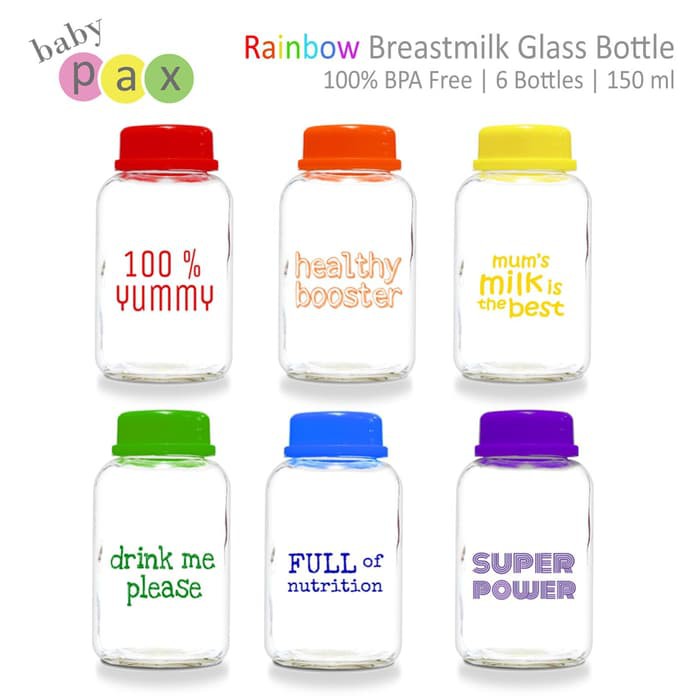 baby
pax
Rainbow Breastmilk Glass Bottle
100% BPA Free | 6 Bottles | 150 ml
100 %
yummy
healthy
booster
mum's
milk is
the best
drink me
please
FULL of
nutrition
SUPER
POWER